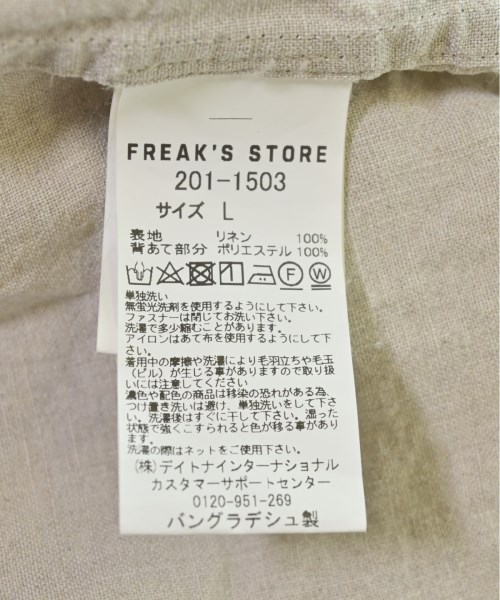 FREAK'S STORE
201-1503
サイズ L
表地 リネン 100%
背あて部分 ポリエステル 100%
単独洗い
無蛍光洗剤を使用するようにして下さい。
ファスナーは閉じてお洗い下さい。
洗濯で多少縮むことがあります。
アイロンはあて布を使用するようにして下さい。
着用中の摩擦や洗濯により毛羽立ちや毛玉
(ピル)が生じる事がありますので取り扱
いには注意してください
濃色や配色の商品は移染の恐れがある為、
つけ置き洗いは避け、単独洗いをして下さ
い。洗濯後はすぐに干して下さい。湿った
状態で強くこすられると色が移る事があり
ます。
洗濯の際はネットをご使用下さい。
(株)デイトナインターナショナル
カスタマーサポートセンター
0120-951-269
バングラデシュ製